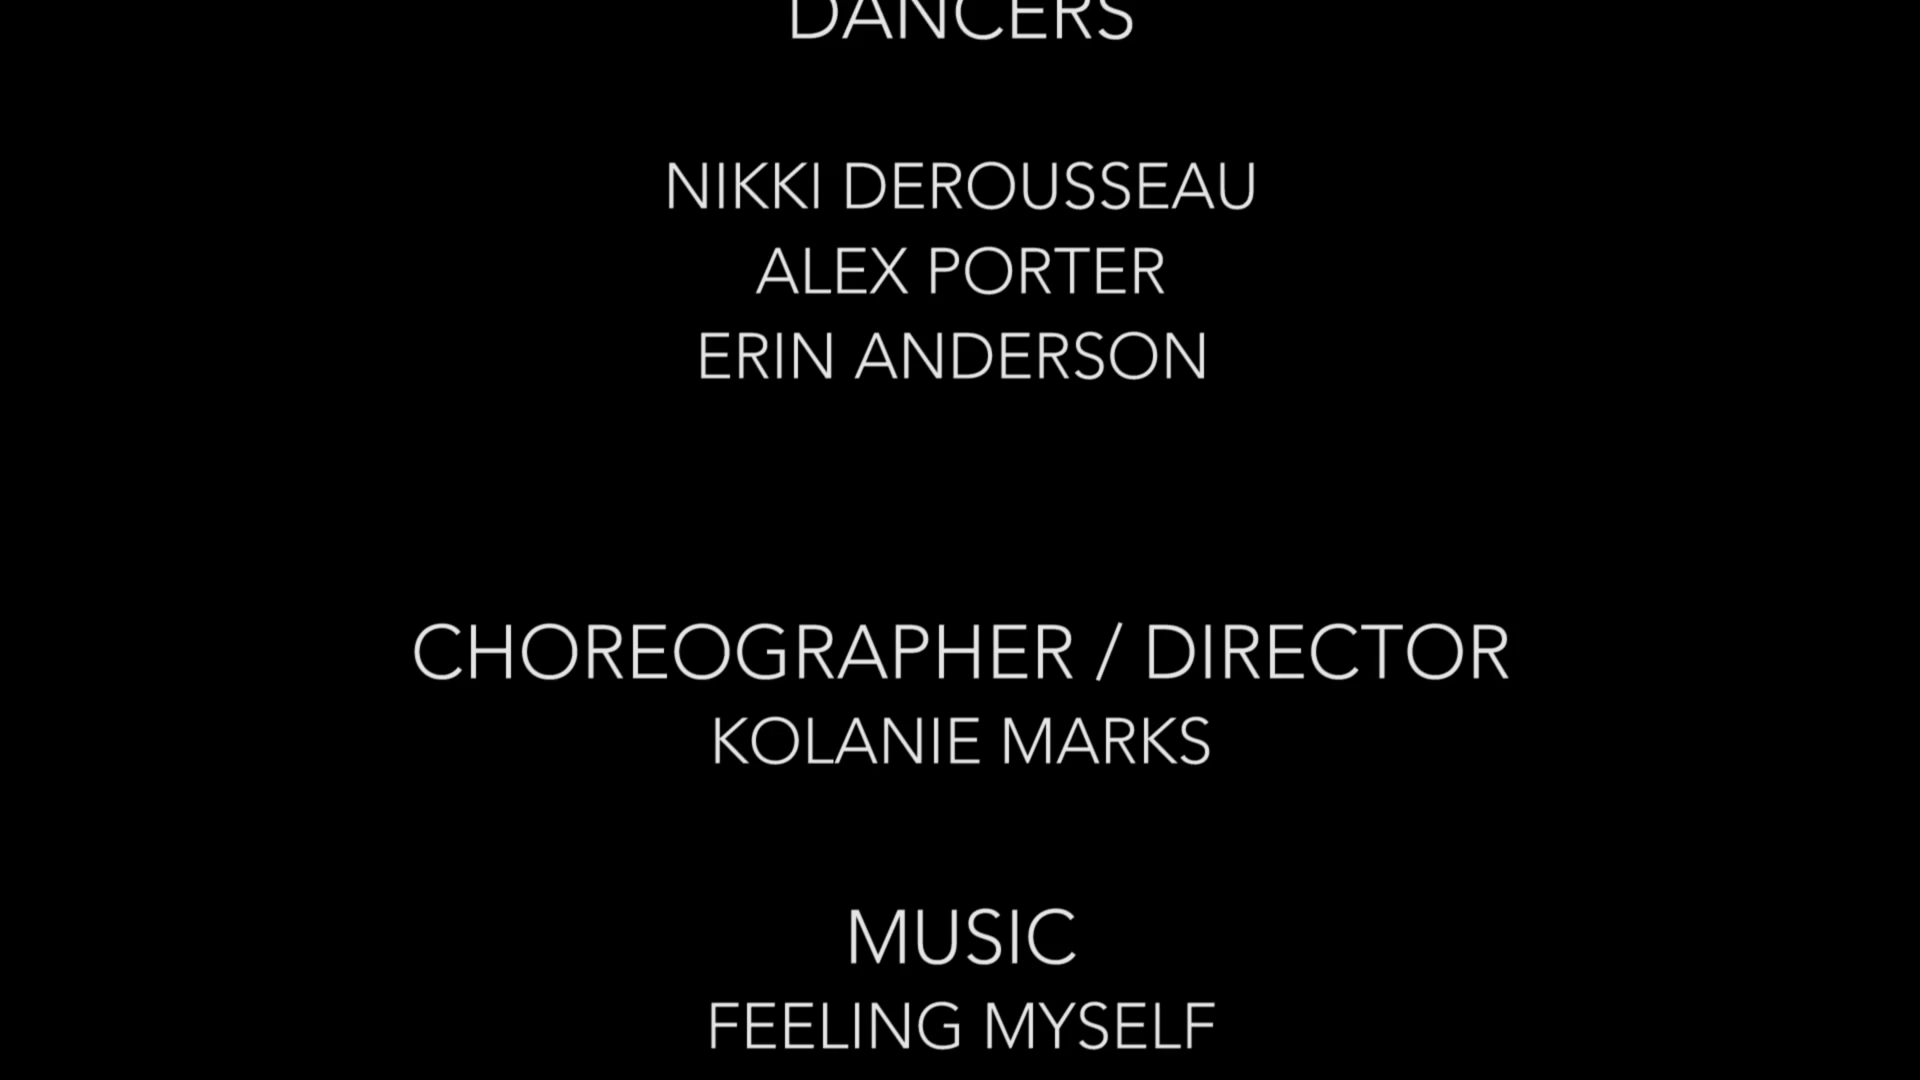 DANCERS
NIKKI DEROUSSEAU
ALEX PORTER
ERIN ANDERSON
CHOREOGRAPHER / DIRECTOR
KOLANIE MARKS
MUSIC
FEELING MYSELF